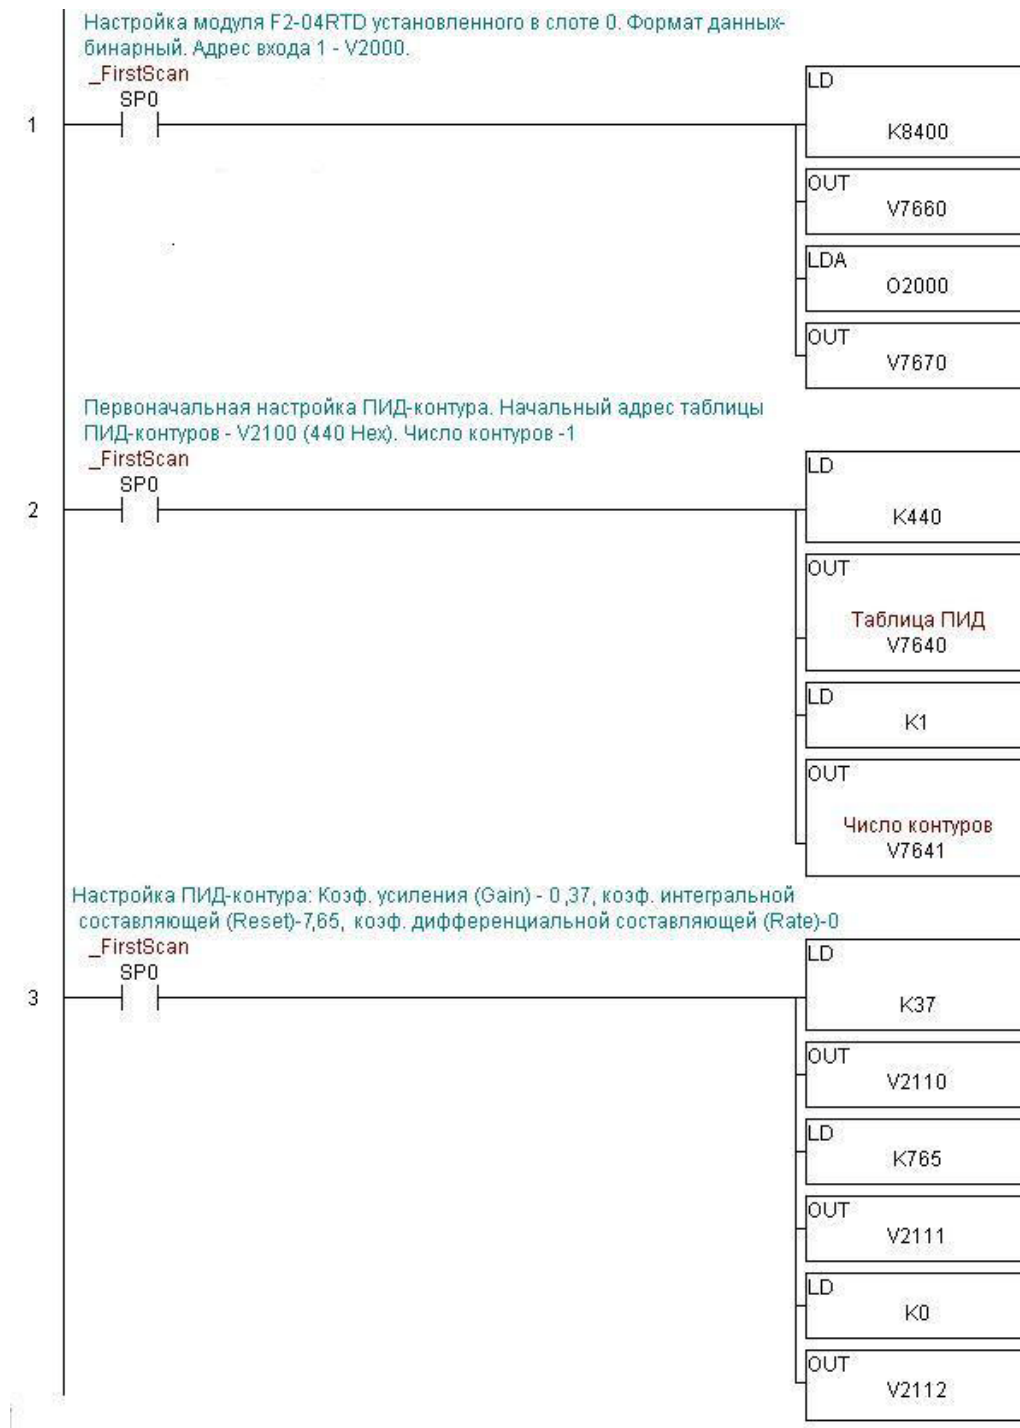 Настройка модуля F2-04RTD установленного в слоте 0. Формат данных-
бинарный. Адрес входа 1 - V2000.
_FirstScan
SP0
1
LD
K8400
OUT
V7660
LDA
O2000
OUT
V7670
Первоначальная настройка ПИД-контура. Начальный адрес таблицы
ПИД-контуров - V2100 (440 Hex). Число контуров -1
_FirstScan
SP0
2
LD
K440
OUT
Таблица ПИД
V7640
LD
K1
OUT
Число контуров
V7641
Настройка ПИД-контура: Коэф. усиления (Gain) - 0,37, коэф. интегральной
составляющей (Reset)-7,65, коэф. дифференциальной составляющей (Rate)-0
_FirstScan
SP0
3
LD
K37
OUT
V2110
LD
K765
OUT
V2111
LD
K0
OUT
V2112